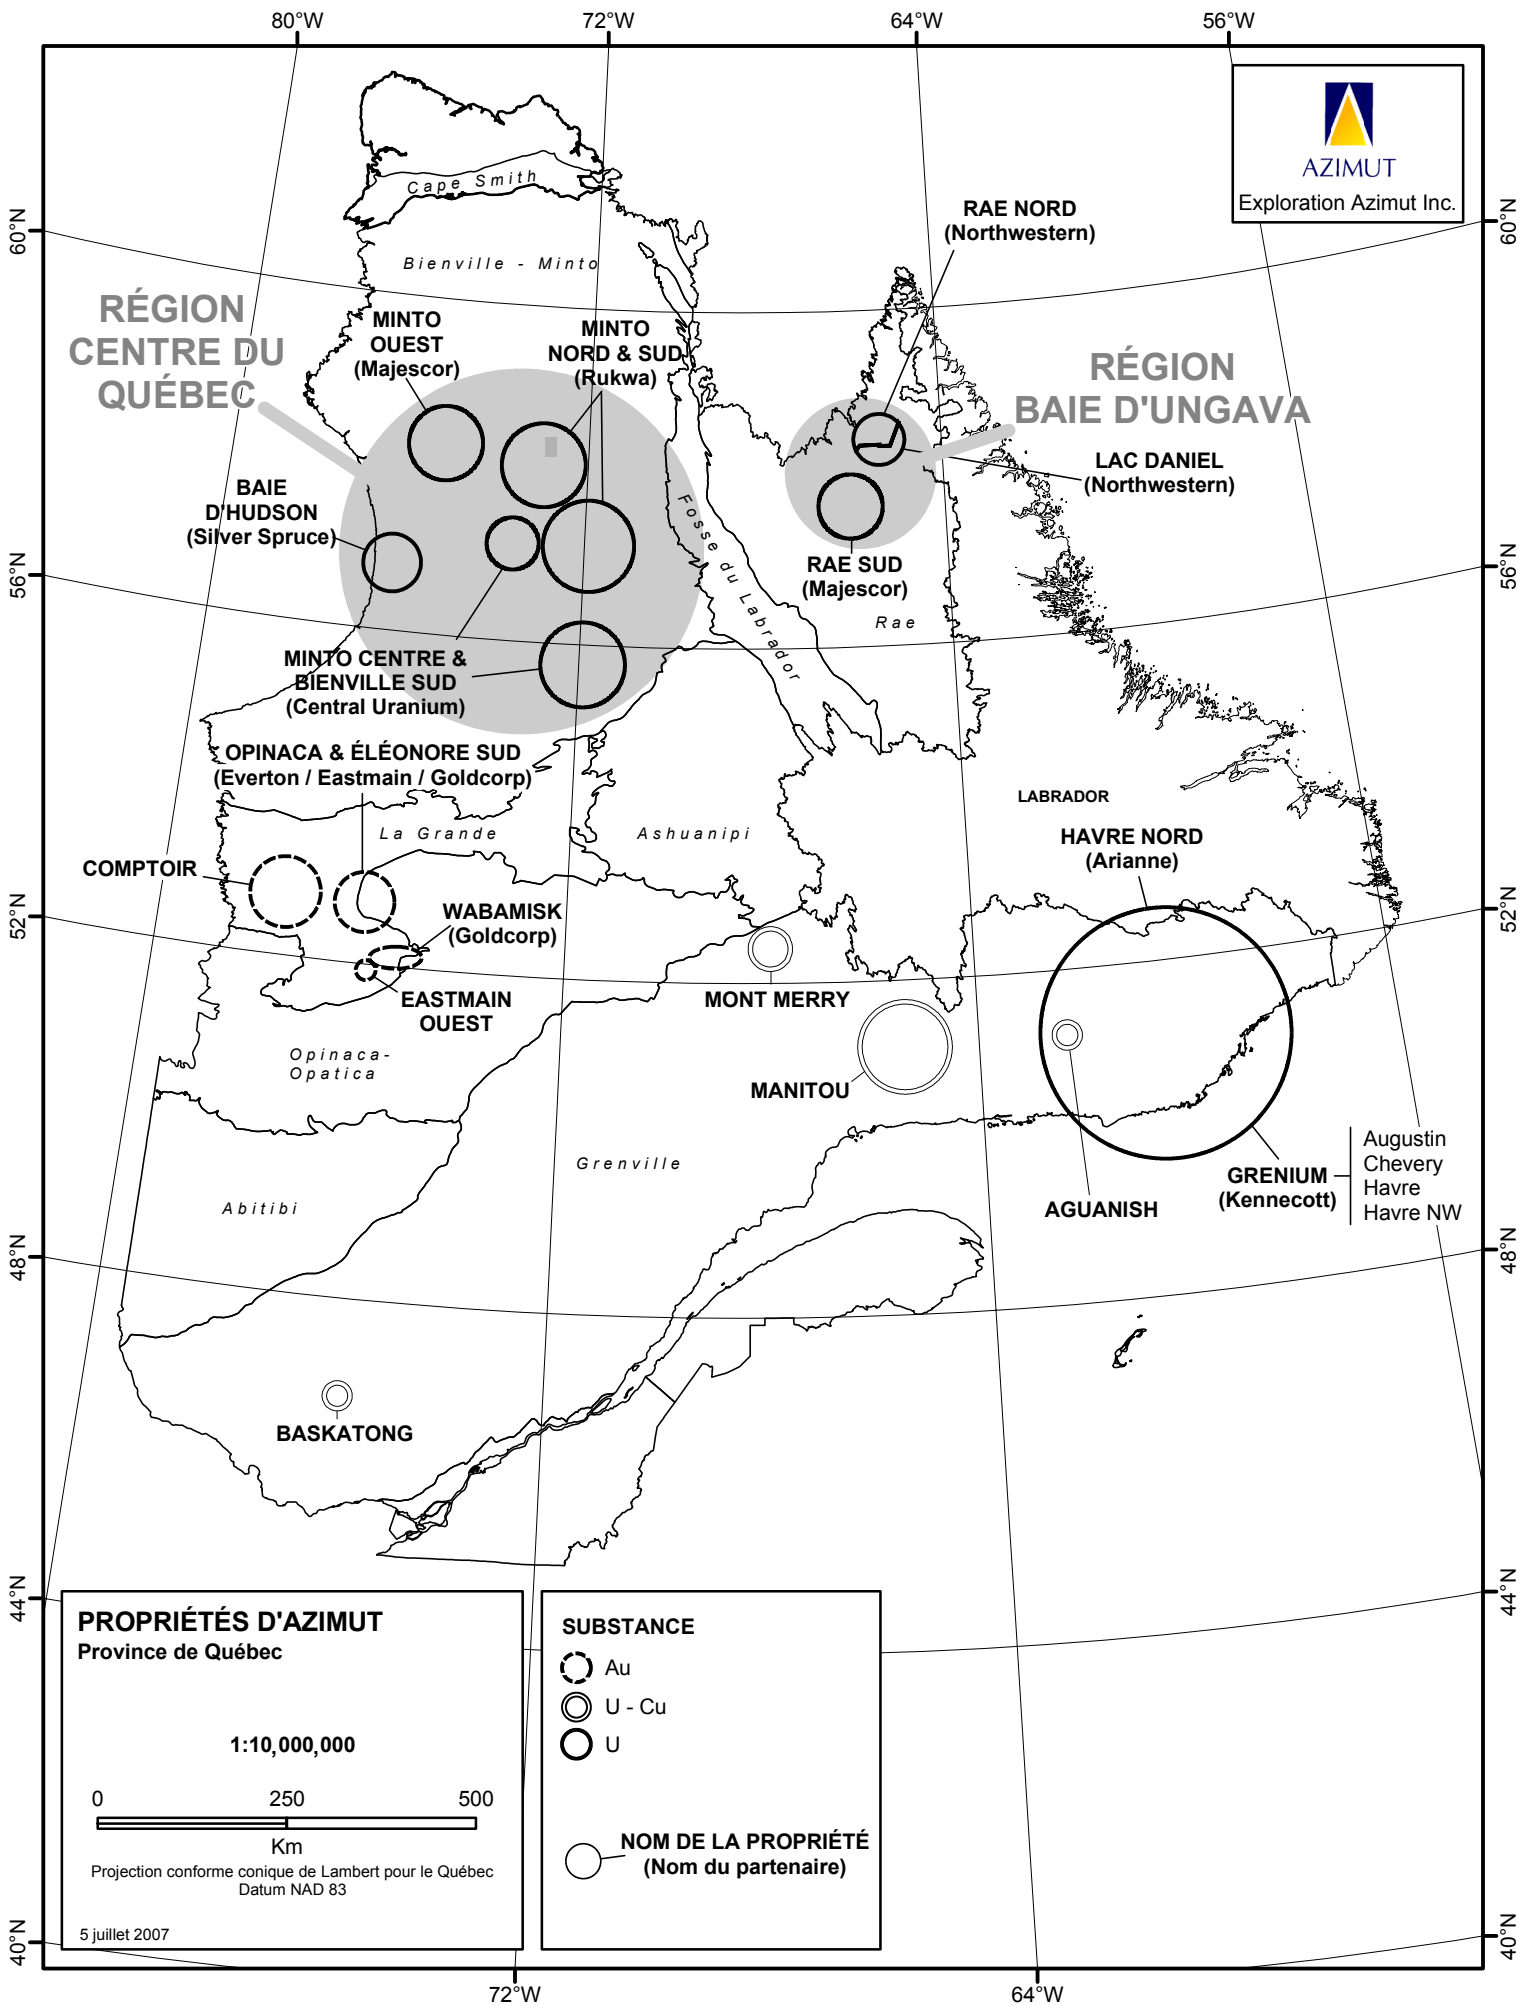 80°W
72°W
64°W
56°W
AZIMUT
Exploration Azimut Inc.
60°N
60°N
Cape Smith
RAE NORD
(Northwestern)
Bienville - Minto
RÉGION
CENTRE DU
QUÉBEC
MINTO
OUEST
(Majescor)
MINTO
NORD & SUD
(Rukwa)
RÉGION
BAIE D'UNGAVA
LAC DANIEL
(Northwestern)
BAIE
D'HUDSON
(Silver Spruce)
Fosse du Labrador
RAE SUD
(Majescor)
Rae
56°N
56°N
MINTO CENTRE &
BIENVILLE SUD
(Central Uranium)
OPINACA & ÉLÉONORE SUD
(Everton / Eastmain / Goldcorp)
LABRADOR
La Grande
Ashuanipi
HAVRE NORD
(Arianne)
COMPTOIR
52°N
52°N
WABAMISK
(Goldcorp)
EASTMAIN
OUEST
MONT MERRY
Opinaca-
Opatica
MANITOU
Grenville
Abitibi
AGUANISH
GRENIUM
(Kennecott)
Augustin
Chevery
Havre
Havre NW
48°N
48°N
BASKATONG
44°N
44°N
PROPRIÉTÉS D'AZIMUT
Province de Québec
1:10,000,000
0 250 500
Km
Projection conforme conique de Lambert pour le Québec
Datum NAD 83
5 juillet 2007
SUBSTANCE
Au
U - Cu
U
NOM DE LA PROPRIÉTÉ
(Nom du partenaire)
40°N
40°N
72°W
64°W